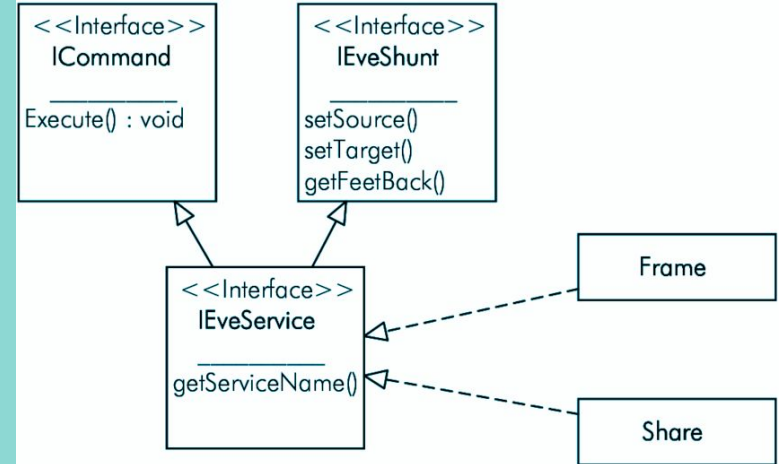 <<Interface>>
ICommand
Execute() : void
<<Interface>>
IEveShunt
setSource()
setTarget()
getFeetBack()
<<Interface>>
IEveService
getServiceName()
Frame
Share